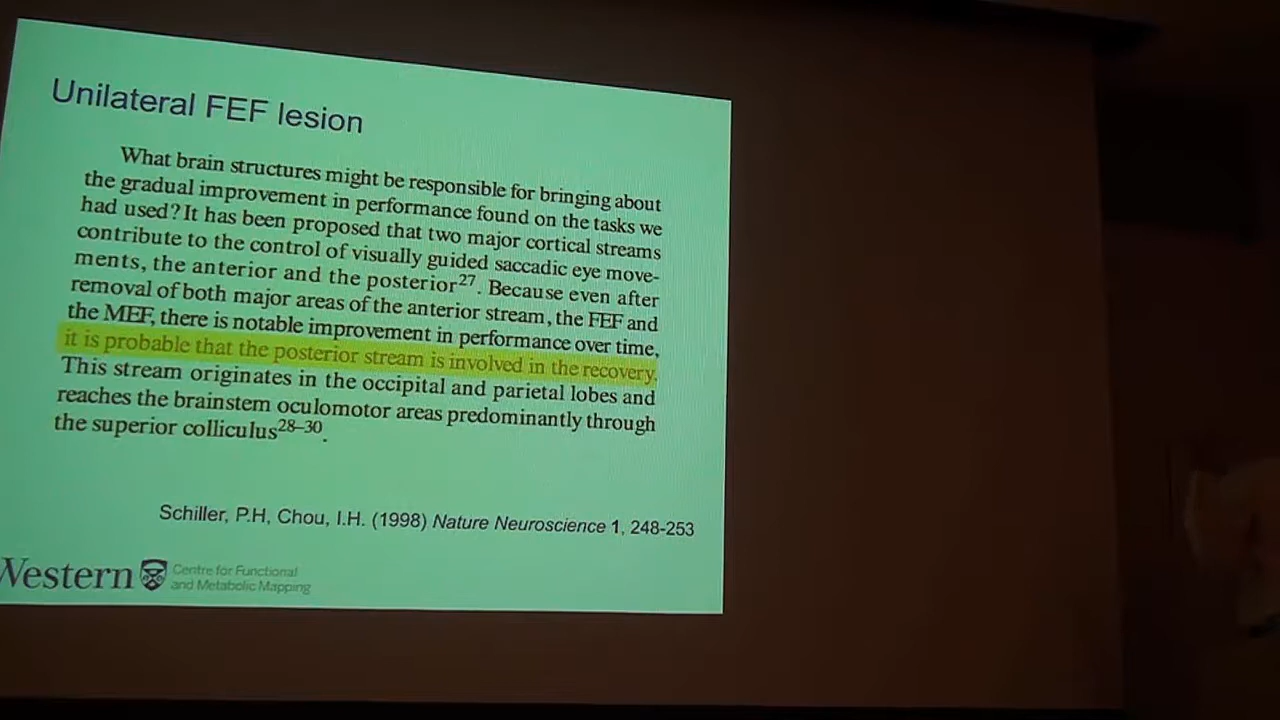 Unilateral FEF lesion
What brain structures might be responsible for bringing about
the gradual improvement in performance found on the tasks we
had used? It has been proposed that two major cortical streams
contribute to the control of visually guided saccadic eye move-
ments, the anterior and the posterior27. Because even after
removal of both major areas of the anterior stream, the FEF and
the MEF, there is notable improvement in performance over time,
it is probable that the posterior stream is involved in the recovery.
This stream originates in the occipital and parietal lobes and
reaches the brainstem oculomotor areas predominantly through
the superior colliculus28–30.
Schiller, P.H, Chou, I.H. (1998) Nature Neuroscience 1, 248-253
Western
Centre for Functional
and Metabolic Mapping